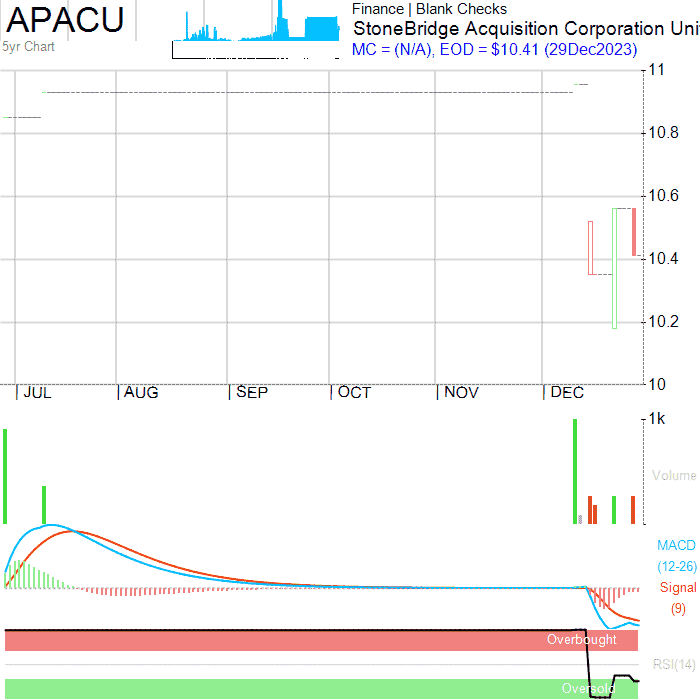 APACU
5yr Chart
Finance | Blank Checks
StoneBridge Acquisition Corporation Uni
MC = (N/A), EOD = $10.41 (29Dec2023)
11
10.8
10.6
10.4
10.2
10
JUL AUG SEP OCT NOV DEC
1k
Volume
MACD
(12-26)
Signal
(9)
Overbought
RSI(14)
Oversold